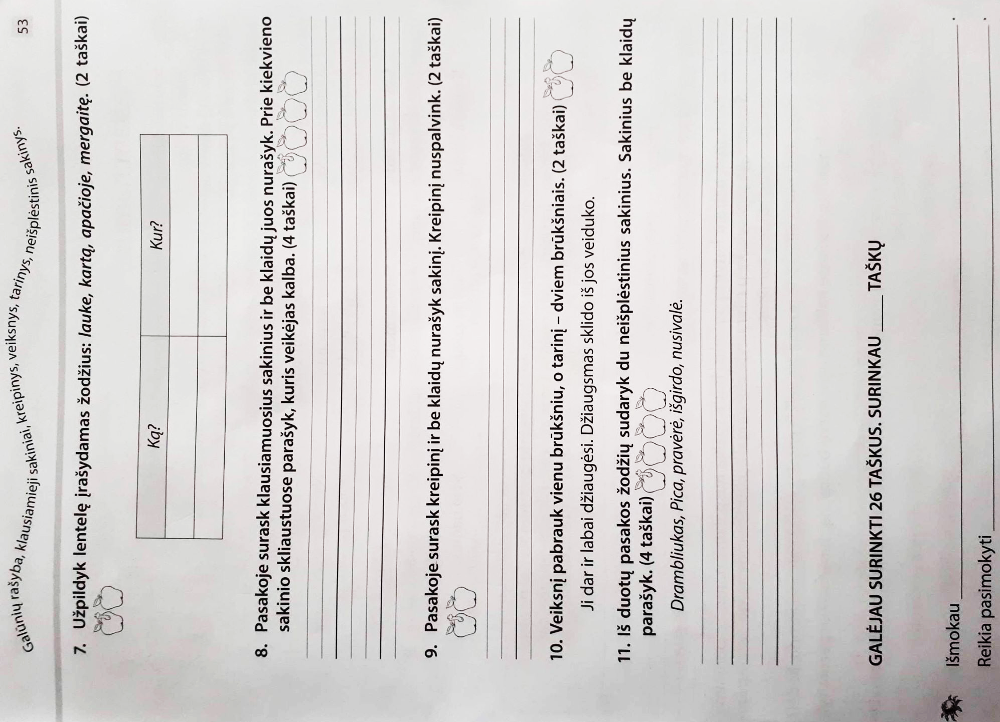 Galūnių rašyba, klausiamieji sakiniai, kreipinys, veiksnys, tarinys, neišplėstinis sakinys.
53
7. Užpildyk lentelę įrašydamas žodžius: lauke, kartą, apačioje, mergaitę. (2 taškai)
Ką? Kur?
8. Pasakoje surask klausiamuosius sakinius ir be klaidų juos nurašyk. Prie kiekvieno
sakinio skliaustuose parašyk, kuris veikėjas kalba. (4 taškai)
9. Pasakoje surask kreipinį ir be klaidų nurašyk sakinį. Kreipinį nuspalvink. (2 taškai)
10. Veiksnį pabrauk vienu brūkšniu, o tarinį – dviem brūkšniais. (2 taškai)
Ji dar ir labai džiaugėsi. Džiaugsmas sklido iš jos veiduko.
11. Iš duotų pasakos žodžių sudaryk du neišplėstinius sakinius. Sakinius be klaidų
parašyk. (4 taškai)
Drambliukas, Pica, pravėrė, išgirdo, nusivalė.
GALĖJAU SURINKTI 26 TAŠKUS. SURINKAU ____ TAŠKŲ
Išmokau ____.
Reikia pasimokyti ____.